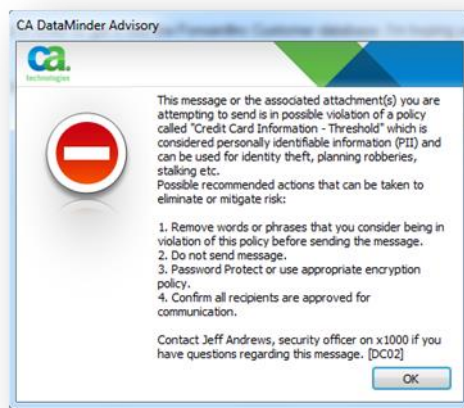 CA DataMinder Advisory
ca.
technologies
This message or the associated attachment(s) you are
attempting to send is in possible violation of a policy
called "Credit Card Information - Threshold" which is
considered personally identifiable information (PII) and
can be used for identity theft, planning robberies,
stalking etc.
Possible recommended actions that can be taken to
eliminate or mitigate risk:
1. Remove words or phrases that you consider being in
violation of this policy before sending the message.
2. Do not send message.
3. Password Protect or use appropriate encryption
policy.
4. Confirm all recipients are approved for
communication.
Contact Jeff Andrews, security officer on x1000 if you
have questions regarding this message. [DC02]
OK